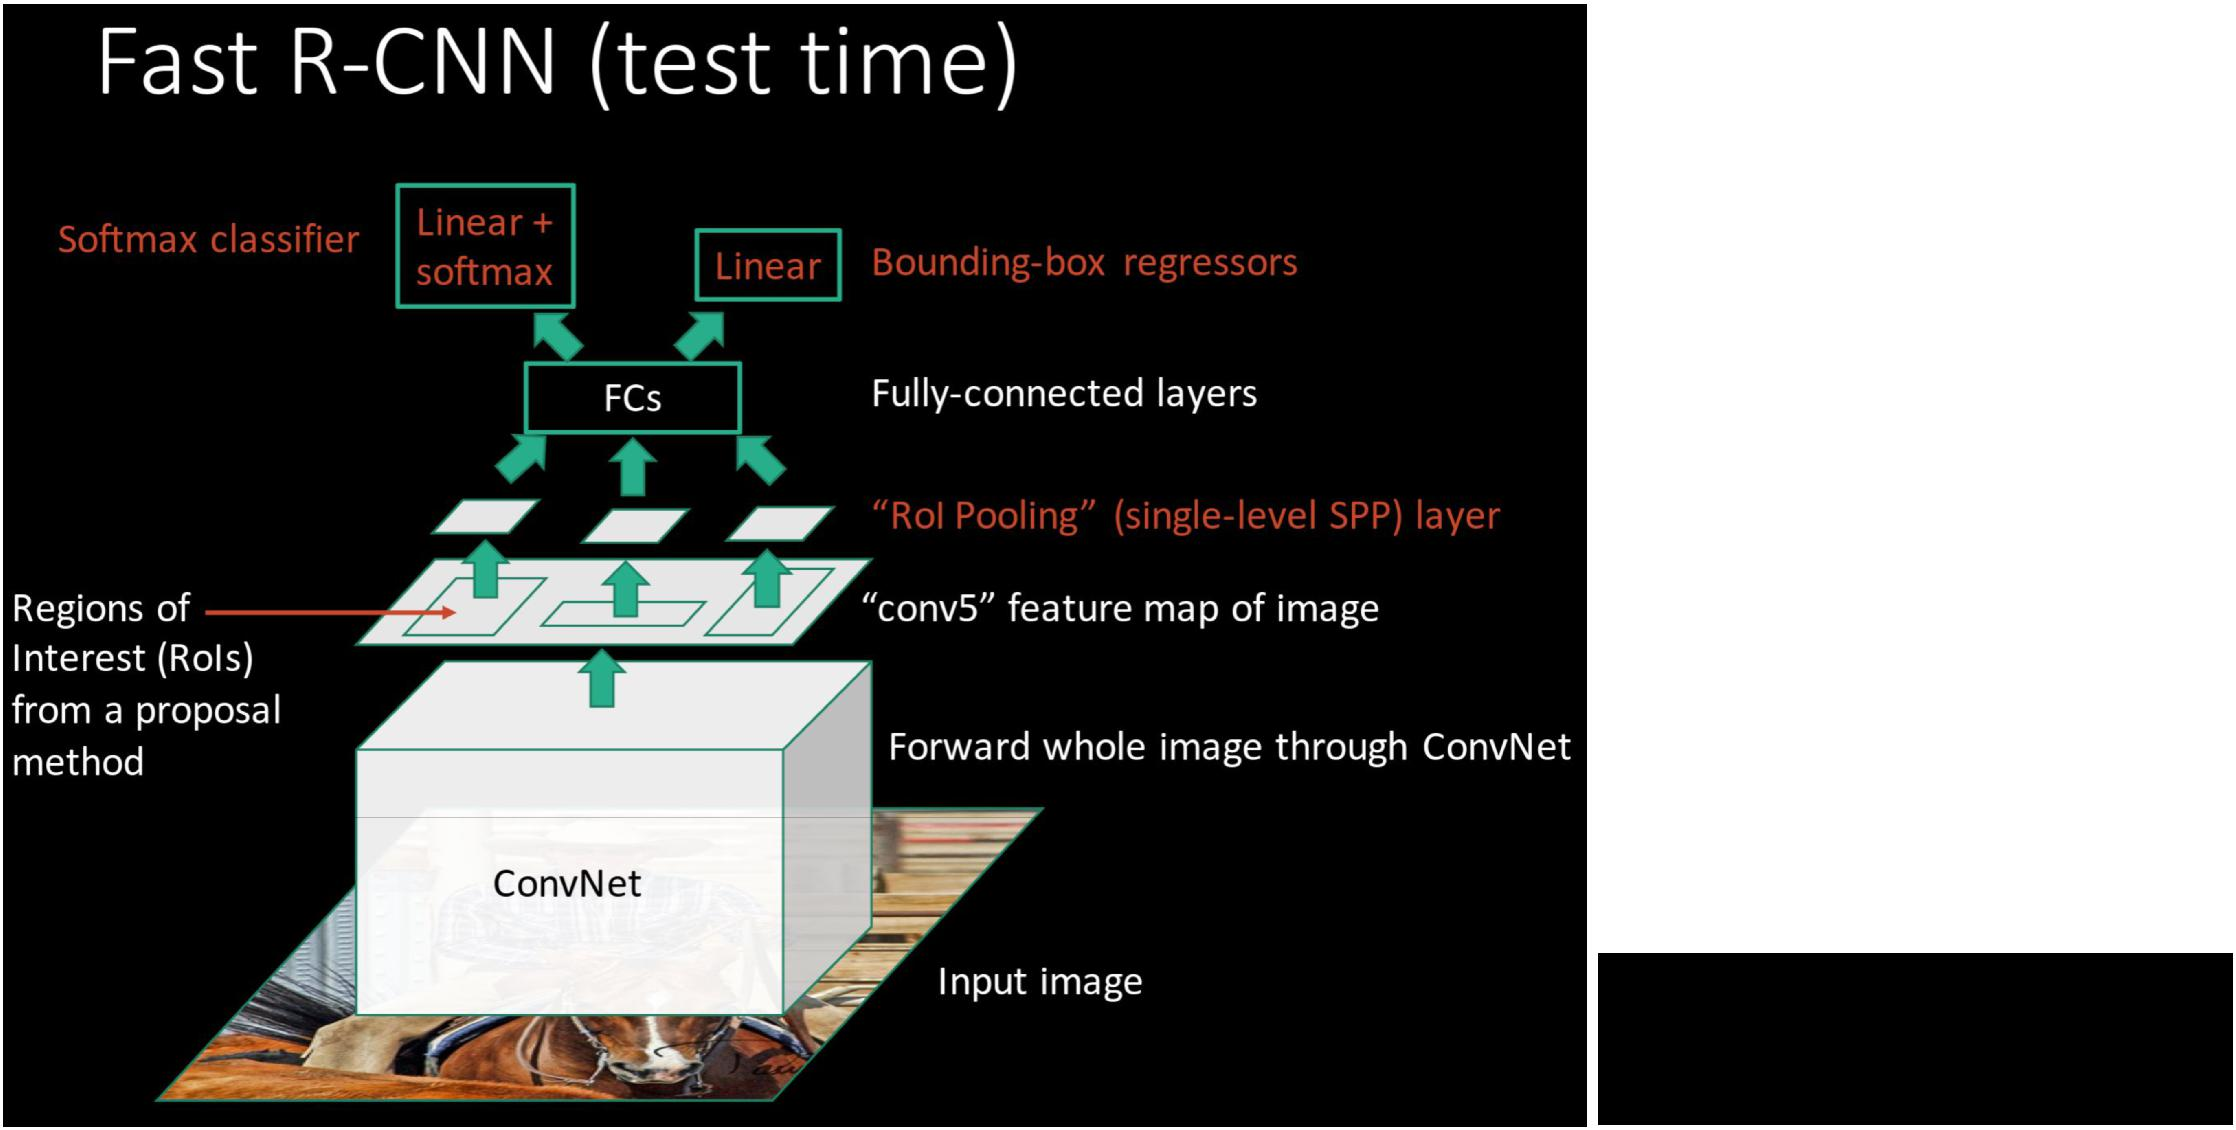 Fast R-CNN (test time)
Softmax classifier
Linear +
softmax
Linear
Bounding-box regressors
FCs
Fully-connected layers
“RoI Pooling” (single-level SPP) layer
Regions of
Interest (RoIs)
from a proposal
method
“conv5” feature map of image
Forward whole image through ConvNet
ConvNet
Input image